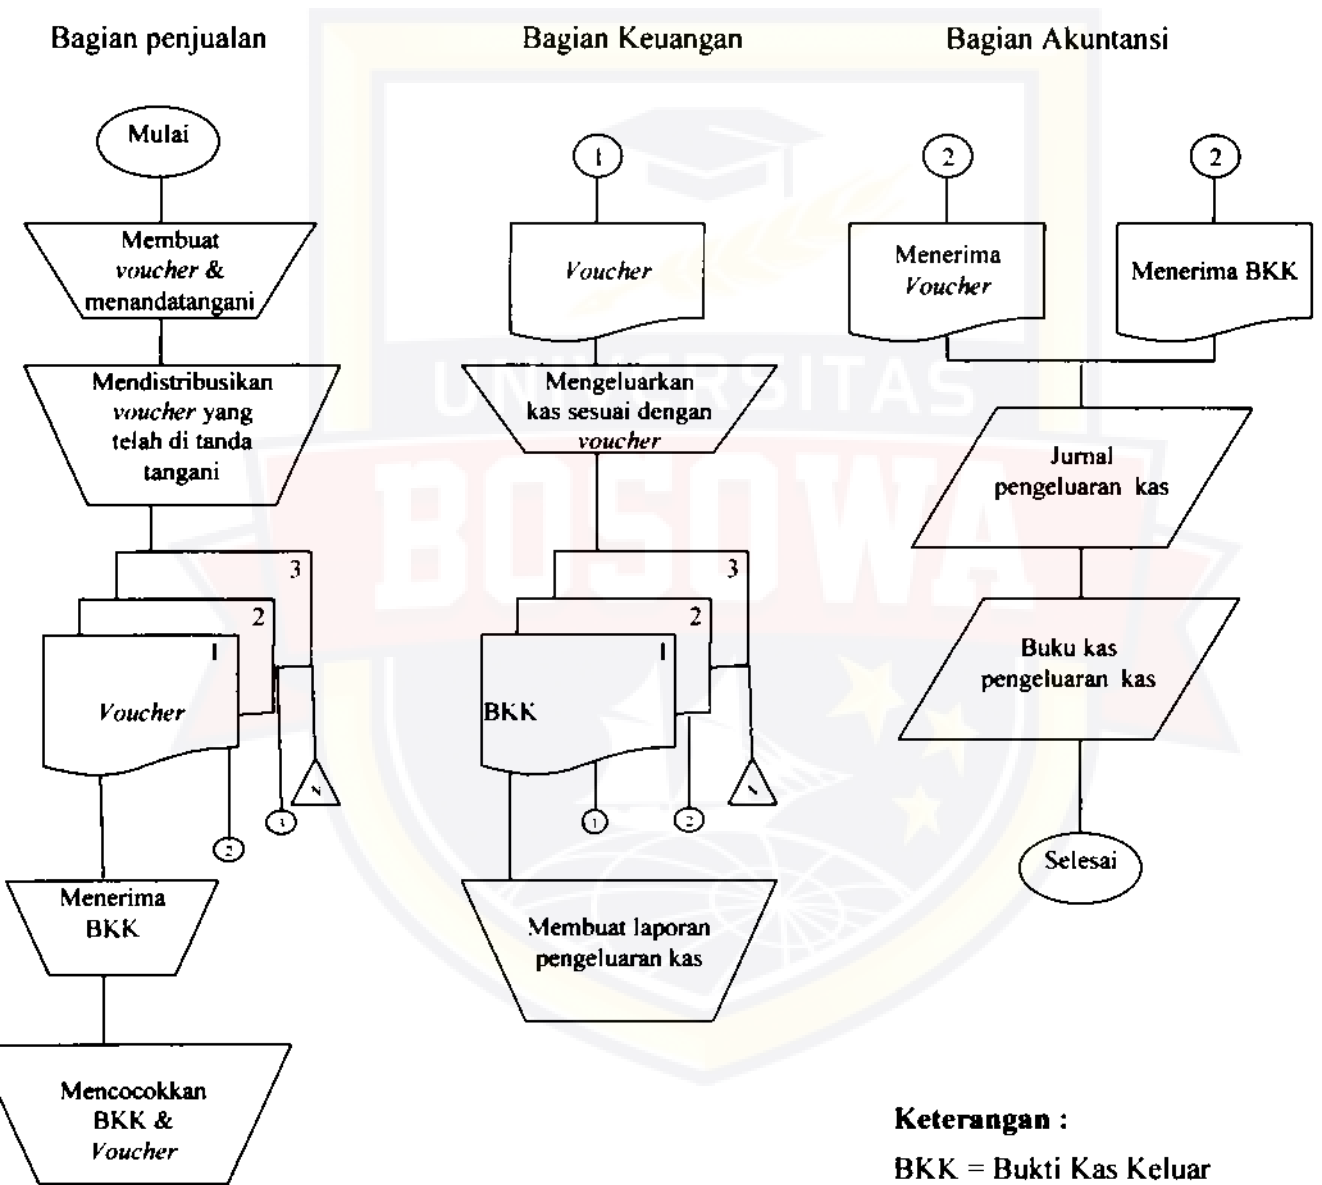 Bagian penjualan
Mulai
Membuat
voucher &
menandatangani
Mendistribusikan
voucher yang
telah di tanda
tangani
3
2
1
Voucher
3
2
Menerima
BKK
Mencocokkan
BKK &
Voucher
Bagian Keuangan
1
Voucher
Mengeluarkan
kas sesuai dengan
voucher
3
2
1
BKK
1
2
Membuat laporan
pengeluaran kas
Bagian Akuntansi
2
2
Menerima
Voucher
Menerima BKK
Jurnal
pengeluaran kas
Buku kas
pengeluaran kas
Selesai
Keterangan :
BKK = Bukti Kas Keluar
UNIVERSITAS
BOSOWA